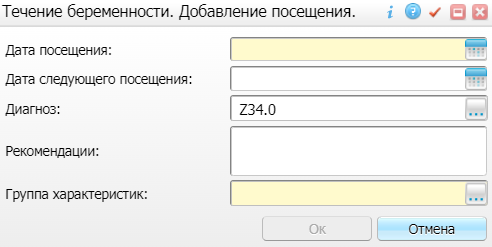 Течение беременности. Добавление посещения.
Дата посещения:
Дата следующего посещения:
Диагноз: Z34.0
Рекомендации:
Группа характеристик:
Ок Отмена